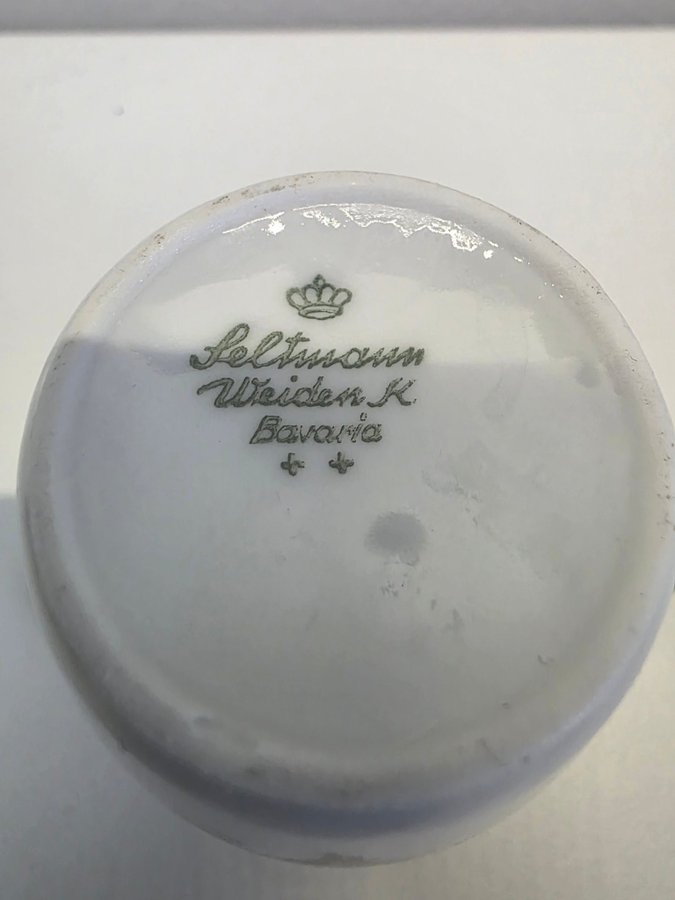 Seltmann
Weiden K.
Bavaria